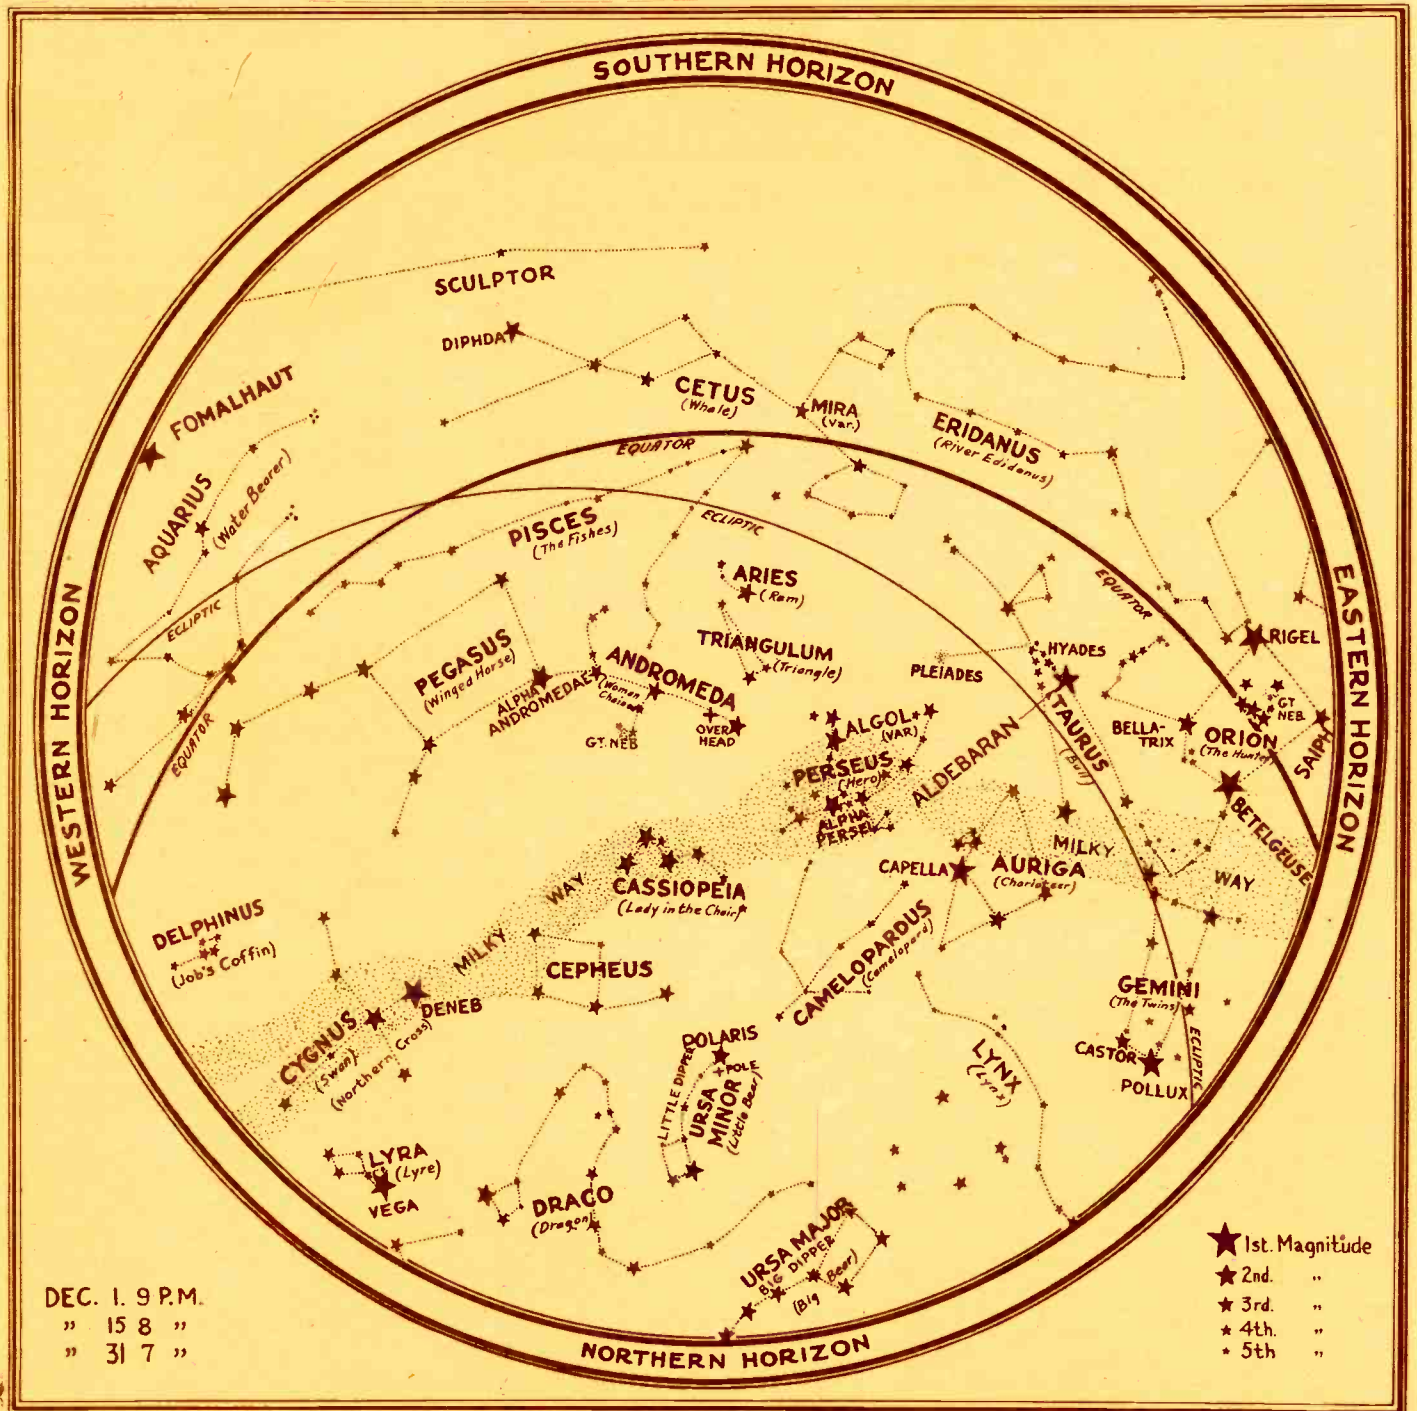 SOUTHERN HORIZON
SCULPTOR
DIPHDA
FOMALHAUT
CETUS
(Whale)
MIRA
(Var.)
ERIDANUS
(River Edidanus)
EQUATOR
AQUARIUS
(Water Bearer)
PISCES
(The Fishes)
ECLIPTIC
ARIES
(Ram)
EQUATOR
ECLIPTIC
WESTERN HORIZON
EASTERN HORIZON
PEGASUS
(Winged Horse)
ANDROMEDA
(Woman Chained)
TRIANGULUM
(Triangle)
HYADES
RIGEL
PLEIADES
ALPHA
ANDROMEDAE
GT. NEB
OVER
HEAD
ALGOL
(VAR)
TAURUS
(Bull)
BELLA-
TRIX
GT
NEB.
ORION
(The Hunter)
SAIPH
EQUATOR
PERSEUS
(Hero)
ALDEBARAN
ALPHA
PERSEI
BETELGEUSE
MILKY
WAY
CAPELLA
AURIGA
(Charioteer)
CASSIOPEIA
(Lady in the Chair)
WAY
MILKY
DELPHINUS
(Job's Coffin)
CEPHEUS
CAMELOPARDUS
(Camelopard)
GEMINI
(The Twins)
DENEB
CYGNUS
(Swan)
(Northern Cross)
POLARIS
POLE
LITTLE DIPPER
URSA
MINOR
(Little Bear)
LYNX
(Lynx)
CASTOR
POLLUX
ECLIPTIC
LYRA
(Lyre)
VEGA
DRACO
(Dragon)
URSA MAJOR
BIG DIPPER
(Big Bear)
NORTHERN HORIZON
DEC. 1. 9 P.M.
" 15 8 "
" 31 7 "
1st. Magnitude
2nd. "
3rd. "
4th. "
5th "